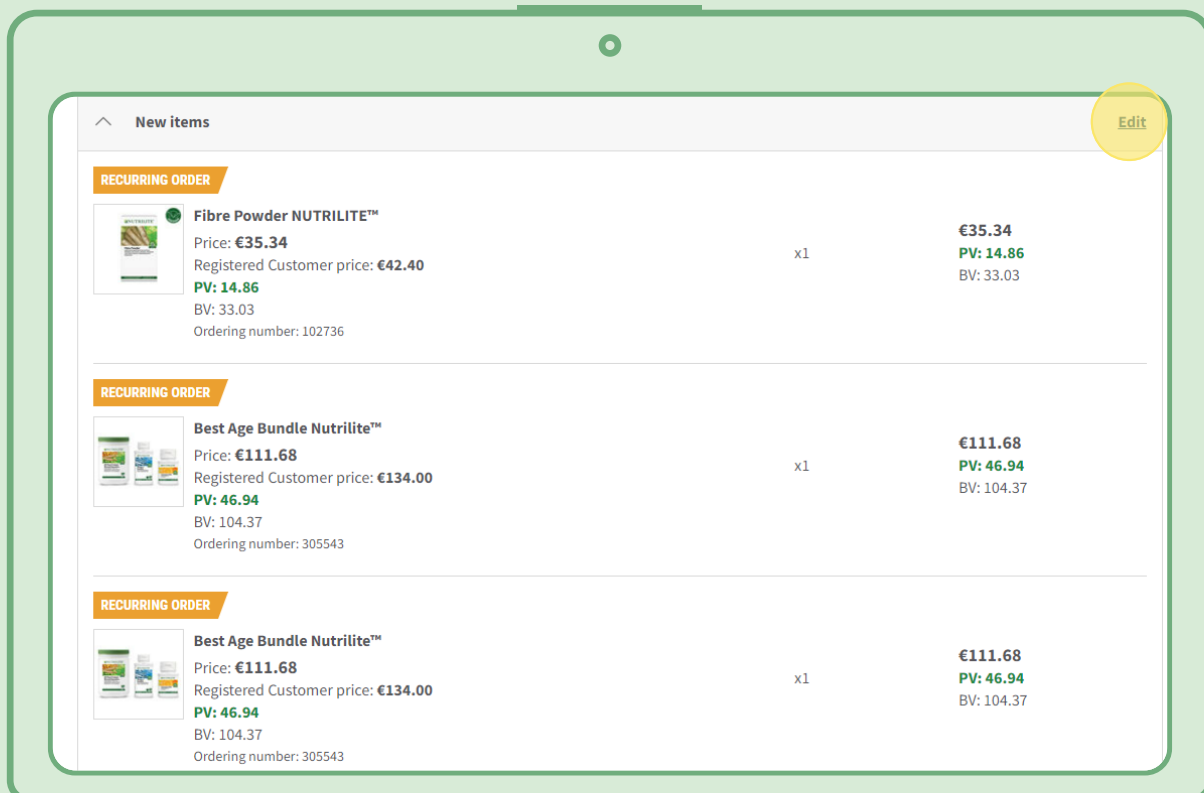 New items
Edit
RECURRING ORDER
Fibre Powder NUTRILITE™
Price: €35.34
Registered Customer price: €42.40
PV: 14.86
BV: 33.03
Ordering number: 102736
x1
€35.34
PV: 14.86
BV: 33.03
RECURRING ORDER
Best Age Bundle Nutrilite™
Price: €111.68
Registered Customer price: €134.00
PV: 46.94
BV: 104.37
Ordering number: 305543
x1
€111.68
PV: 46.94
BV: 104.37
RECURRING ORDER
Best Age Bundle Nutrilite™
Price: €111.68
Registered Customer price: €134.00
PV: 46.94
BV: 104.37
Ordering number: 305543
x1
€111.68
PV: 46.94
BV: 104.37